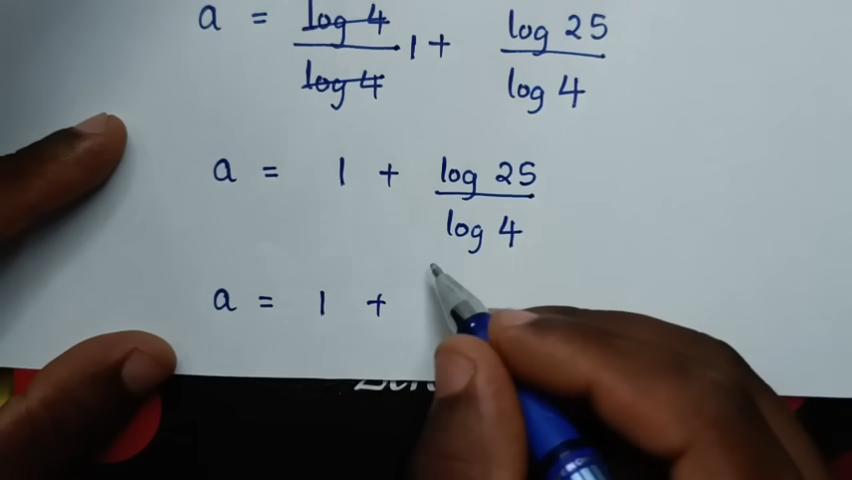 a = log 4 / log 4 1 + log 25 / log 4
a = 1 + log 25 / log 4
a = 1 +